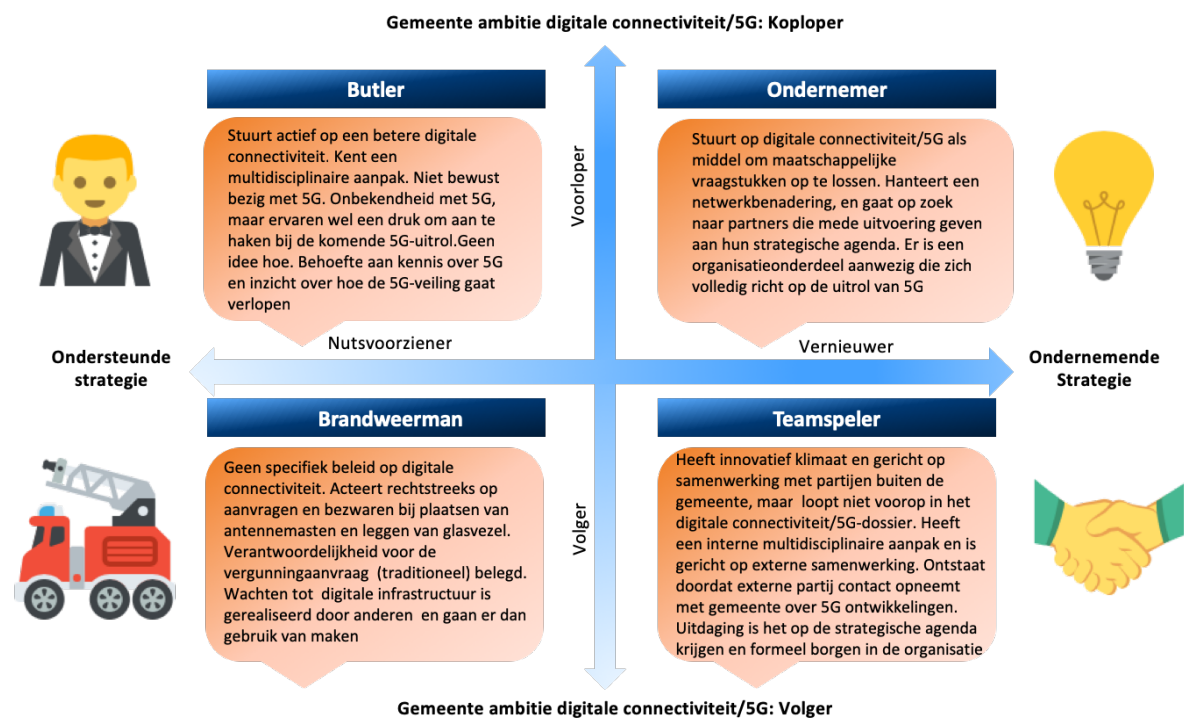 Gemeente ambitie digitale connectiviteit/5G: Koploper
Butler
Stuurt actief op een betere digitale
connectiviteit. Kent een
multidisciplinaire aanpak. Niet bewust
bezig met 5G. Onbekendheid met 5G,
maar ervaren wel een druk om aan te
haken bij de komende 5G-uitrol.Geen
idee hoe. Behoefte aan kennis over 5G
en inzicht over hoe de 5G-veiling gaat
verlopen
Voorloper
Ondernemer
Stuurt op digitale connectiviteit/5G als
middel om maatschappelijke
vraagstukken op te lossen. Hanteert een
netwerkbenadering, en gaat op zoek
naar partners die mede uitvoering geven
aan hun strategische agenda. Er is een
organisatieonderdeel aanwezig die zich
volledig richt op de uitrol van 5G
Ondersteunde
strategie
Nutsvoorziener
Vernieuwer
Ondernemende
Strategie
Brandweerman
Geen specifiek beleid op digitale
connectiviteit. Acteert rechtstreeks op
aanvragen en bezwaren bij plaatsen van
antennemasten en leggen van glasvezel.
Verantwoordelijkheid voor de
vergunningaanvraag (traditioneel) belegd.
Wachten tot digitale infrastructuur is
gerealiseerd door anderen en gaan er dan
gebruik van maken
Volger
Teamspeler
Heeft innovatief klimaat en gericht op
samenwerking met partijen buiten de
gemeente, maar loopt niet voorop in het
digitale connectiviteit/5G-dossier. Heeft
een interne multidisciplinaire aanpak en is
gericht op externe samenwerking. Ontstaat
doordat externe partij contact opneemt
met gemeente over 5G ontwikkelingen.
Uitdaging is het op de strategische agenda
krijgen en formeel borgen in de organisatie
Gemeente ambitie digitale connectiviteit/5G: Volger